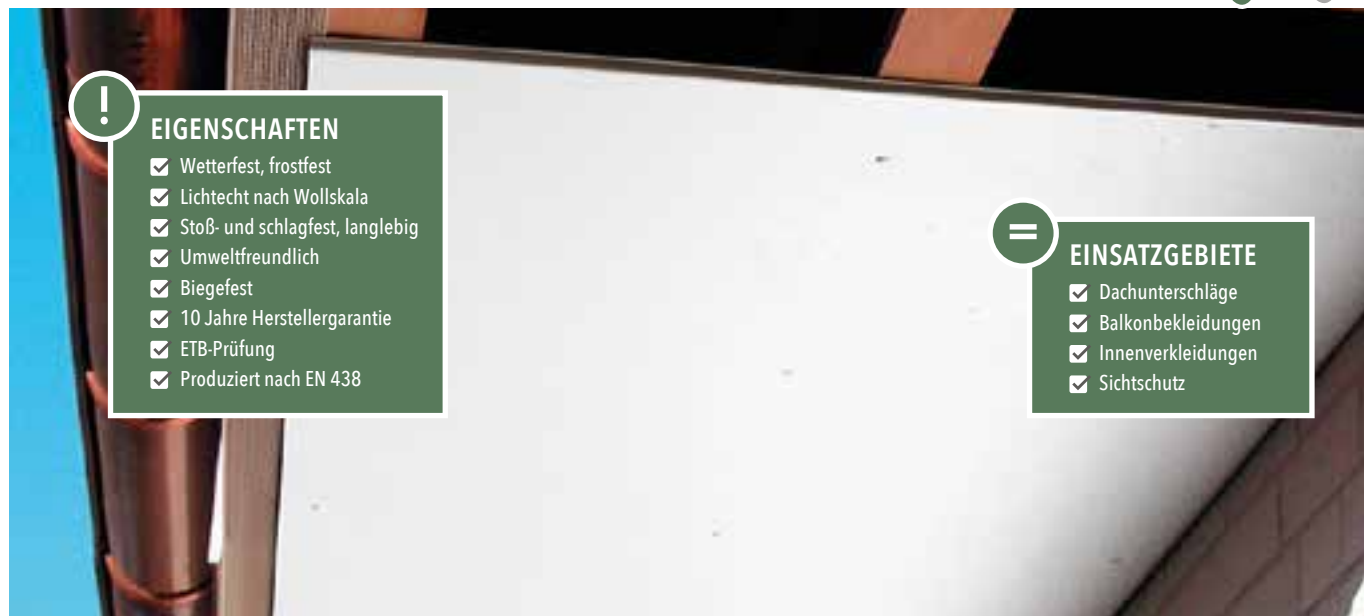 !
EIGENSCHAFTEN
Wetterfest, frostfest
Lichtecht nach Wollskala
Stoß- und schlagfest, langlebig
Umweltfreundlich
Biegefest
10 Jahre Herstellergarantie
ETB-Prüfung
Produziert nach EN 438
=
EINSATZGEBIETE
Dachunterschläge
Balkonbekleidungen
Innenverkleidungen
Sichtschutz